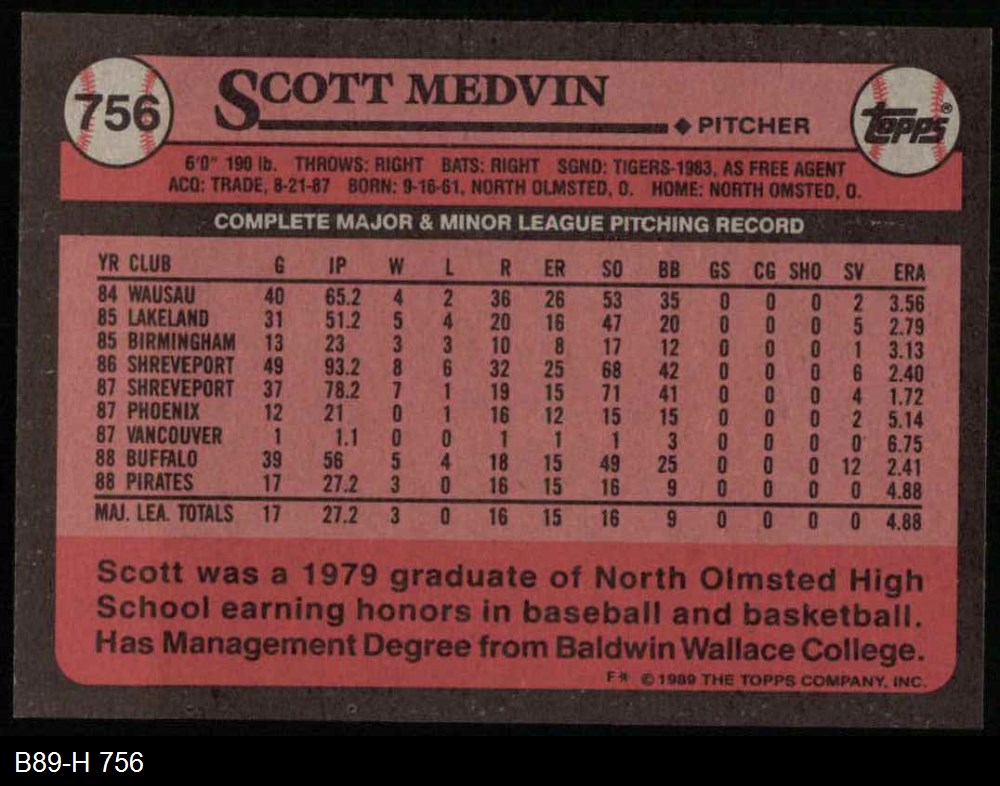 756
SCOTT MEDVIN
PITCHER
TOPPS®
6'0" 190 lb. THROWS: RIGHT BATS: RIGHT SGND: TIGERS-1983, AS FREE AGENT
ACQ: TRADE, 8-21-87 BORN: 9-16-61, NORTH OLMSTED, O. HOME: NORTH OMSTED, O.
COMPLETE MAJOR & MINOR LEAGUE PITCHING RECORD
YR CLUB G IP W L R ER SO BB GS CG SHO SV ERA
84 WAUSAU 40 65.2 4 2 36 26 53 35 0 0 0 2 3.56
85 LAKELAND 31 51.2 5 4 20 16 47 20 0 0 0 5 2.79
85 BIRMINGHAM 13 23 3 3 10 8 17 12 0 0 0 1 3.13
86 SHREVEPORT 49 93.2 8 6 32 25 68 42 0 0 0 6 2.40
87 SHREVEPORT 37 78.2 7 1 19 15 71 41 0 0 0 4 1.72
87 PHOENIX 12 21 0 1 16 12 15 15 0 0 0 2 5.14
87 VANCOUVER 1 1.1 0 0 1 1 1 3 0 0 0 0 6.75
88 BUFFALO 39 56 5 4 18 15 49 25 0 0 0 12 2.41
88 PIRATES 17 27.2 3 0 16 15 16 9 0 0 0 0 4.88
MAJ. LEA. TOTALS 17 27.2 3 0 16 15 16 9 0 0 0 0 4.88
Scott was a 1979 graduate of North Olmsted High
School earning honors in baseball and basketball.
Has Management Degree from Baldwin Wallace College.
F* © 1989 THE TOPPS COMPANY, INC.
B89-H 756